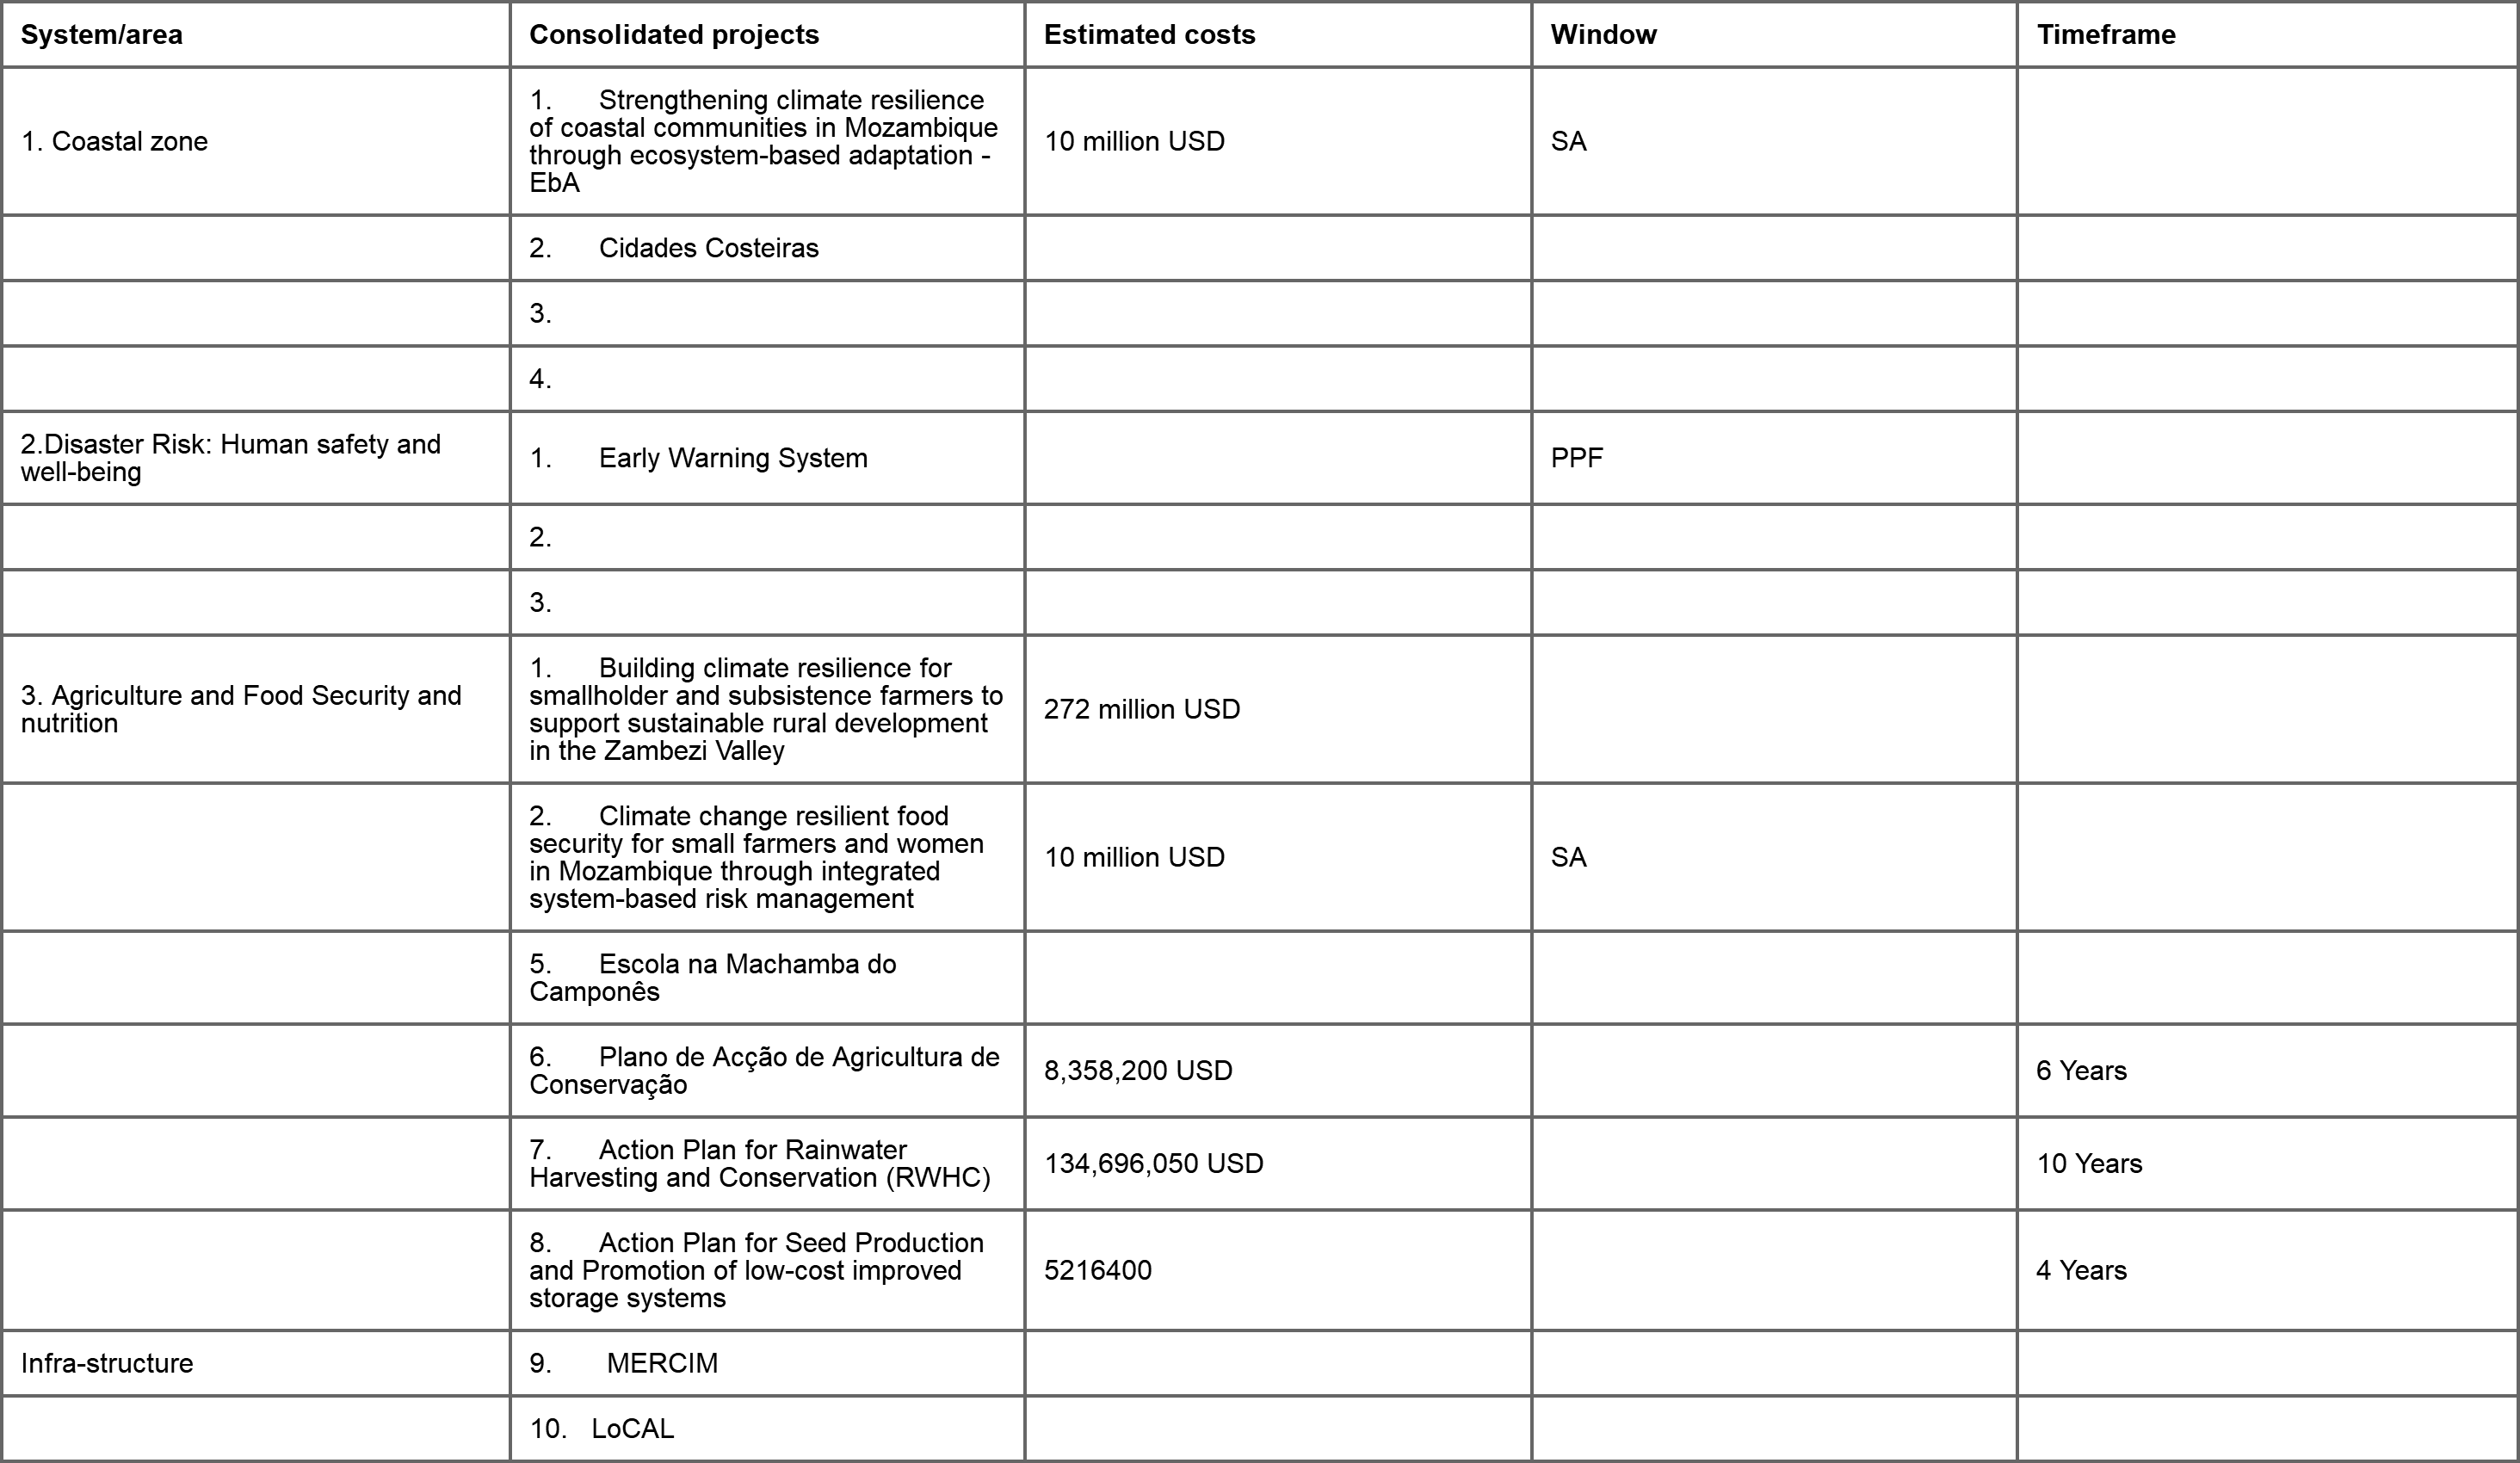 System/area
Consolidated projects
Estimated costs
Window
Timeframe
1. Coastal zone
1. Strengthening climate resilience
of coastal communities in Mozambique
through ecosystem-based adaptation -
EbA
10 million USD
SA
2. Cidades Costeiras
3.
4.
2.Disaster Risk: Human safety and
well-being
1. Early Warning System
PPF
2.
3.
3. Agriculture and Food Security and
nutrition
1. Building climate resilience for
smallholder and subsistence farmers to
support sustainable rural development
in the Zambezi Valley
272 million USD
2. Climate change resilient food
security for small farmers and women
in Mozambique through integrated
system-based risk management
10 million USD
SA
5. Escola na Machamba do
Camponês
6. Plano de Acção de Agricultura de
Conservação
8,358,200 USD
6 Years
7. Action Plan for Rainwater
Harvesting and Conservation (RWHC)
134,696,050 USD
10 Years
8. Action Plan for Seed Production
and Promotion of low-cost improved
storage systems
5216400
4 Years
Infra-structure
9. MERCIM
10. LoCAL